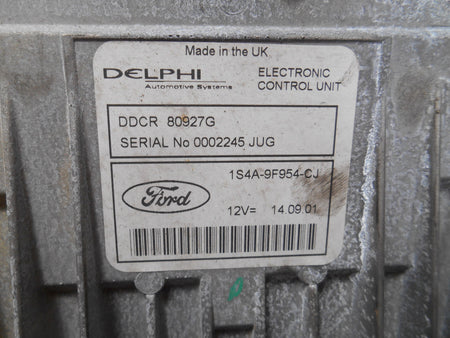 Made in the UK
DELPHI
Automotive Systems
ELECTRONIC
CONTROL UNIT
DDCR 80927G
SERIAL No 0002245 JUG
1S4A-9F954-CJ
Ford
12V= 14.09.01